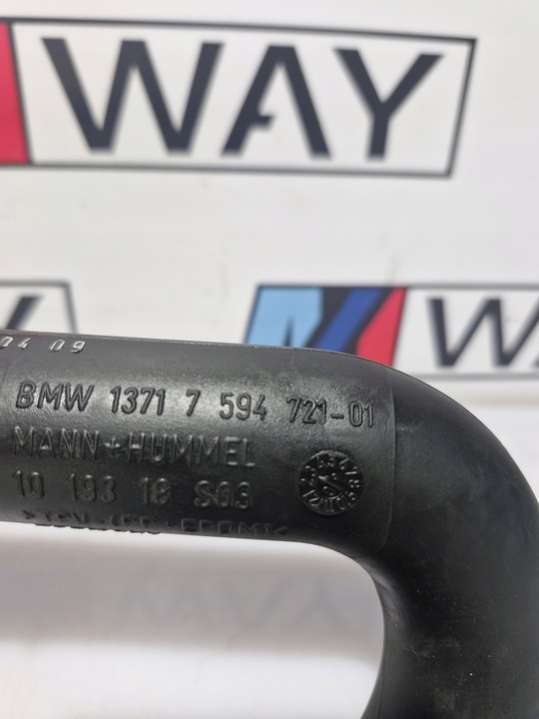 WAY
WAY
04 09
BMW 1371 7 594 721-01
MANN+HUMMEL
10 193 18 S03